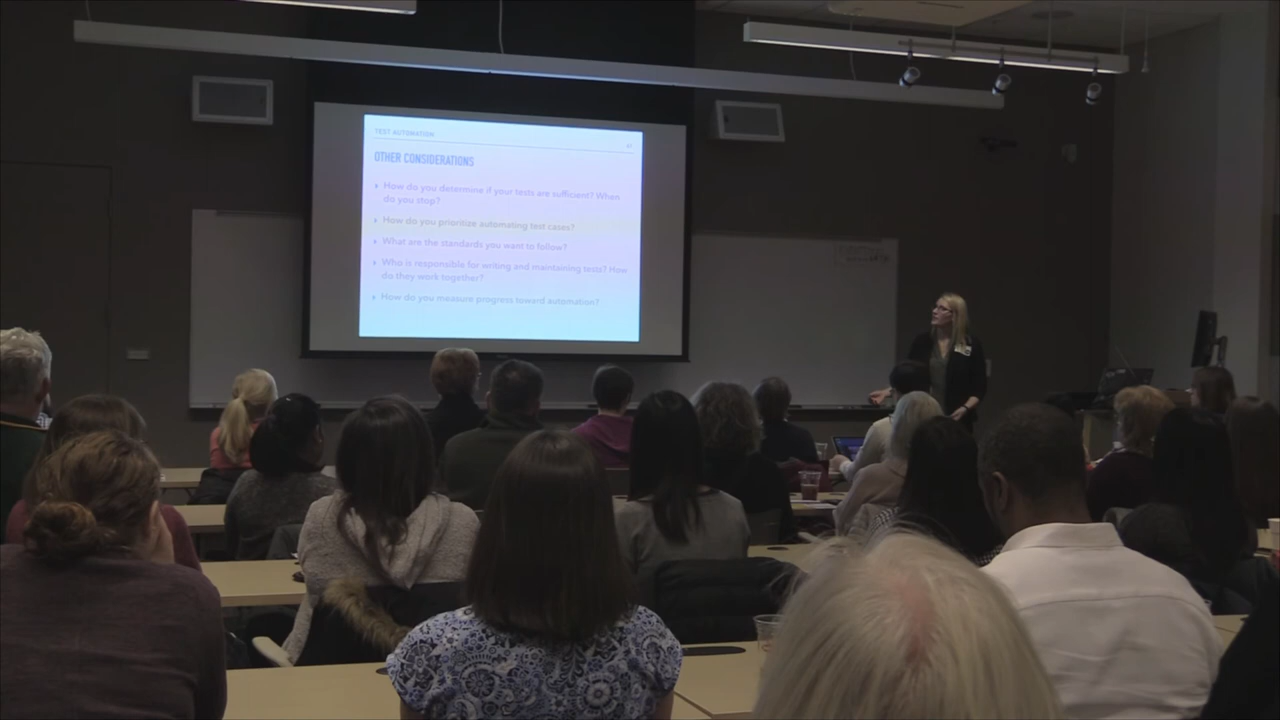 TEST AUTOMATION
OTHER CONSIDERATIONS
How do you determine if your tests are sufficient? When
do you stop?
How do you prioritize automating test cases?
What are the standards you want to follow?
Who is responsible for writing and maintaining tests? How
do they work together?
How do you measure progress toward automation?